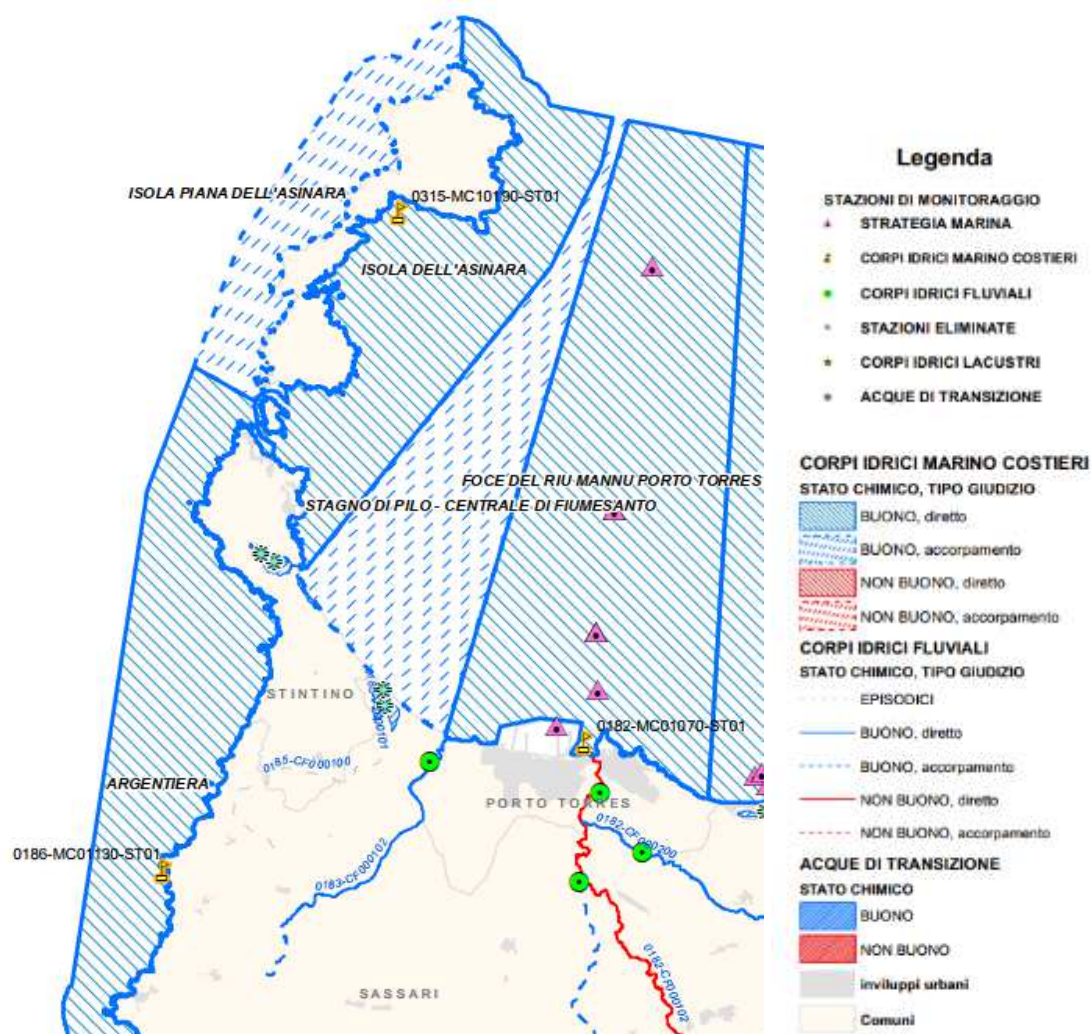 ISOLA PIANA DELL'ASINARA
0315-MC10190-ST01
ISOLA DELL'ASINARA
FOCE DEL RIU MANNU PORTO TORRES
STAGNO DI PILO - CENTRALE DI FIUMESANTO
STINTINO
0182-MC01070-ST01
0185-CF000100
ARGENTIERA
PORTO TORRES
0182-CF000200
0186-MC01130-ST01
0183-CF000102
0182-CF000102
SASSARI
Legenda
STAZIONI DI MONITORAGGIO
STRATEGIA MARINA
CORPI IDRICI MARINO COSTIERI
CORPI IDRICI FLUVIALI
STAZIONI ELIMINATE
CORPI IDRICI LACUSTRI
ACQUE DI TRANSIZIONE
CORPI IDRICI MARINO COSTIERI
STATO CHIMICO, TIPO GIUDIZIO
BUONO, diretto
BUONO, accorpamento
NON BUONO, diretto
NON BUONO, accorpamento
CORPI IDRICI FLUVIALI
STATO CHIMICO, TIPO GIUDIZIO
EPISODICI
BUONO, diretto
BUONO, accorpamento
NON BUONO, diretto
NON BUONO, accorpamento
ACQUE DI TRANSIZIONE
STATO CHIMICO
BUONO
NON BUONO
inviluppi urbani
Comuni